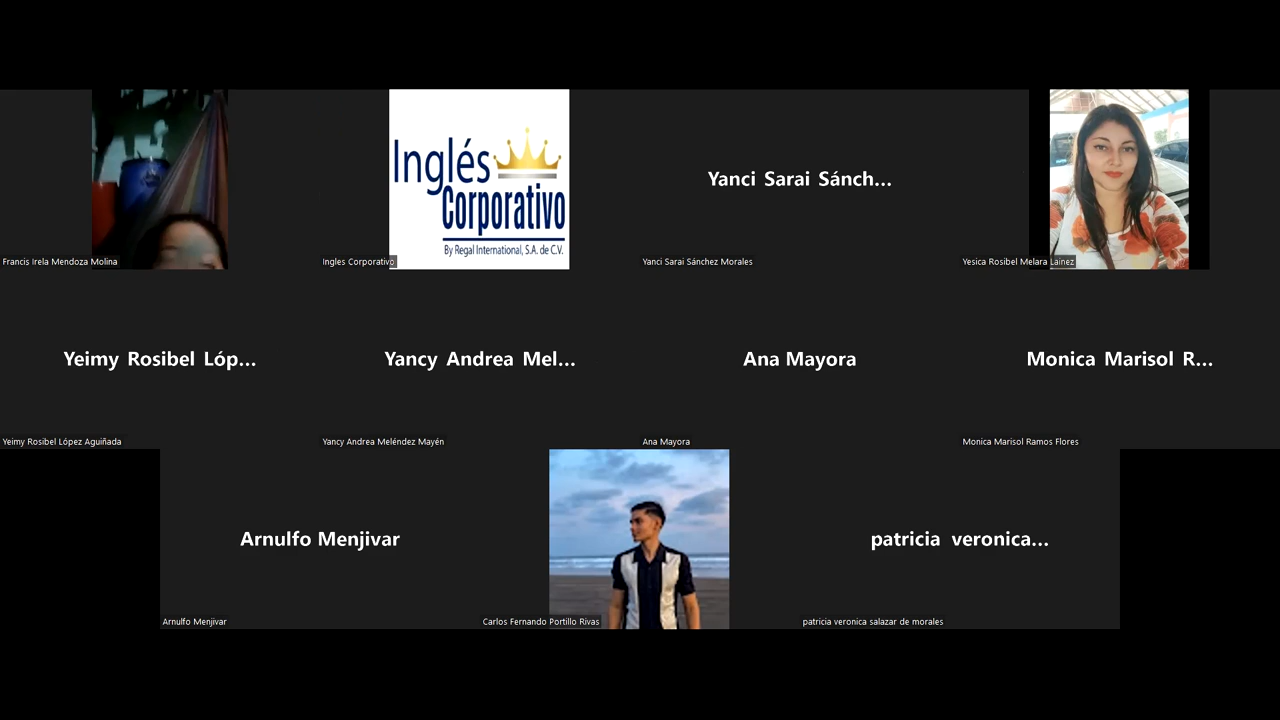 Inglés
Corporativo
By Regal International, S.A. de C.V.
Yanci Sarai Sánch...
Francis Irela Mendoza Molina
Ingles Corporativo
Yanci Sarai Sánchez Morales
Yesica Rosibel Melara Lainez
Yeimy Rosibel Lóp...
Yancy Andrea Mel...
Ana Mayora
Monica Marisol R...
Yeimy Rosibel López Aguiñada
Yancy Andrea Meléndez Mayén
Ana Mayora
Monica Marisol Ramos Flores
Arnulfo Menjivar
patricia veronica...
Arnulfo Menjivar
Carlos Fernando Portillo Rivas
patricia veronica salazar de morales